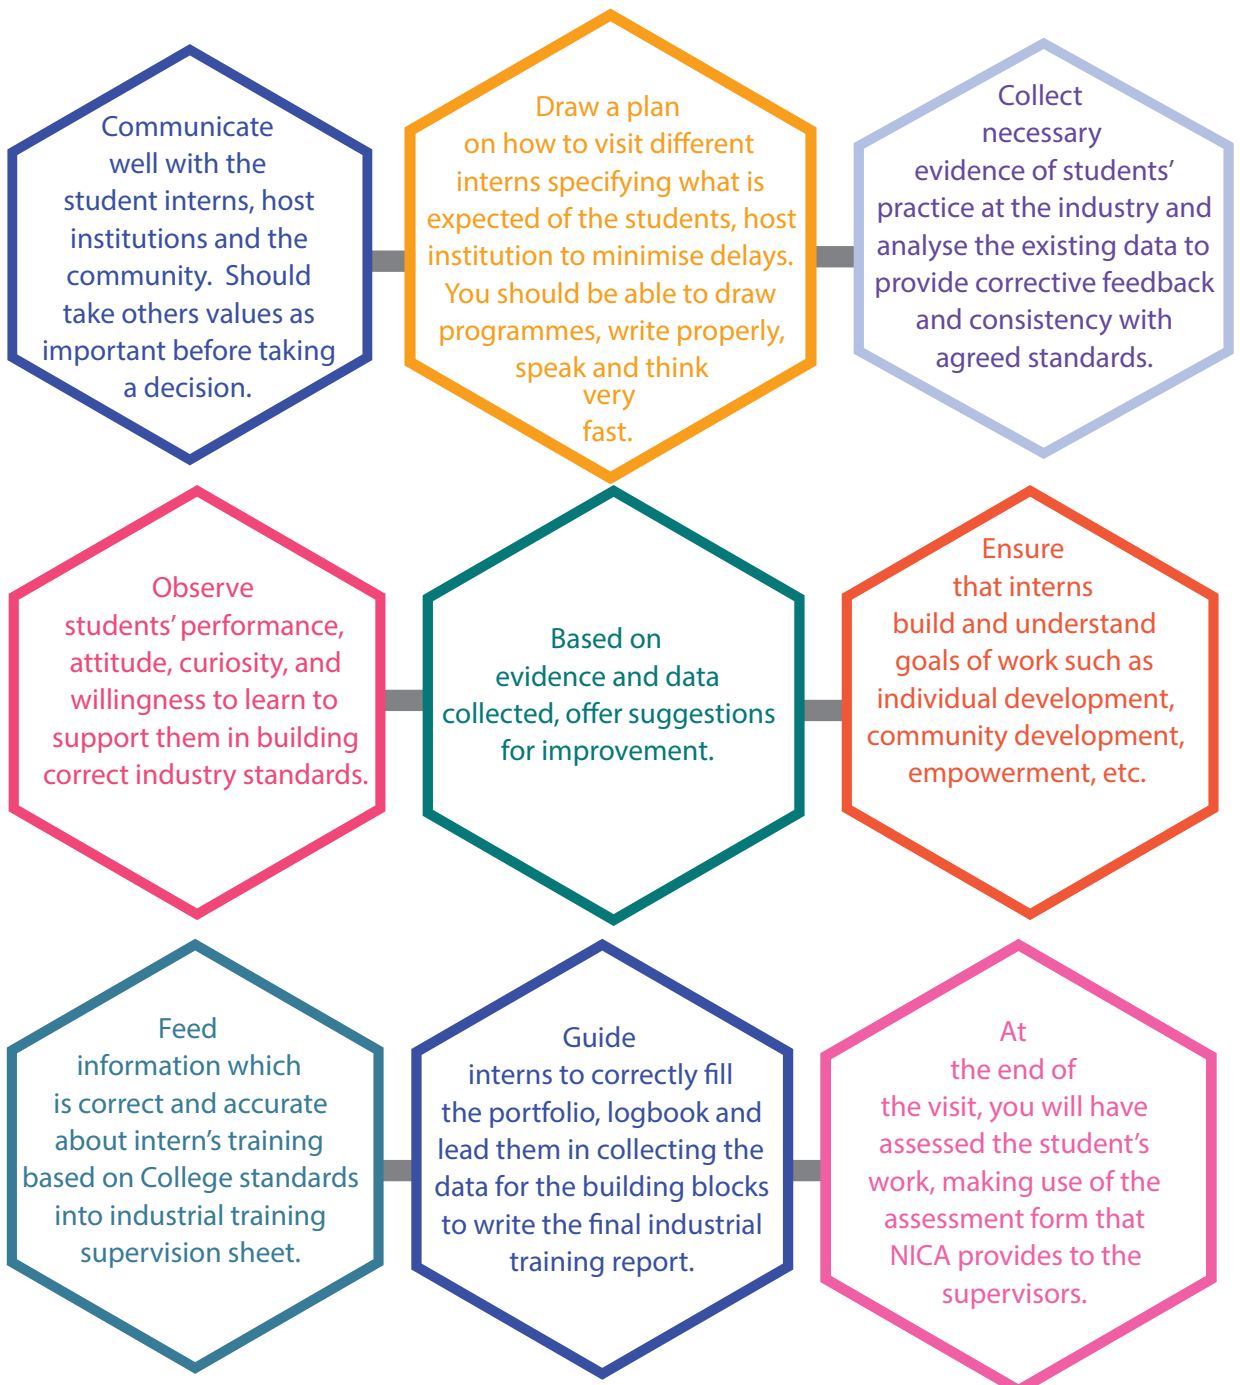 Communicate
well with the
student interns, host
institutions and the
community.  Should
take others values as
important before taking
a decision.
Draw a plan
on how to visit different
interns specifying what is
expected of the students, host
institution to minimise delays.
You should be able to draw
programmes, write properly,
speak and think
very
fast.
Collect
necessary
evidence of students’
practice at the industry and
analyse the existing data to
provide corrective feedback
and consistency with
agreed standards.
Observe
students’ performance,
attitude, curiosity, and
willingness to learn to
support them in building
correct industry standards.
Based on
evidence and data
collected, offer suggestions
for improvement.
Ensure
that interns
build and understand
goals of work such as
individual development,
community development,
empowerment, etc.
Feed
information which
is correct and accurate
about intern’s training
based on College standards
into industrial training
supervision sheet.
Guide
interns to correctly fill
the portfolio, logbook and
lead them in collecting the
data for the building blocks
to write the final industrial
training report.
At
the end of
the visit, you will have
assessed the student’s
work, making use of the
assessment form that
NICA provides to the
supervisors.